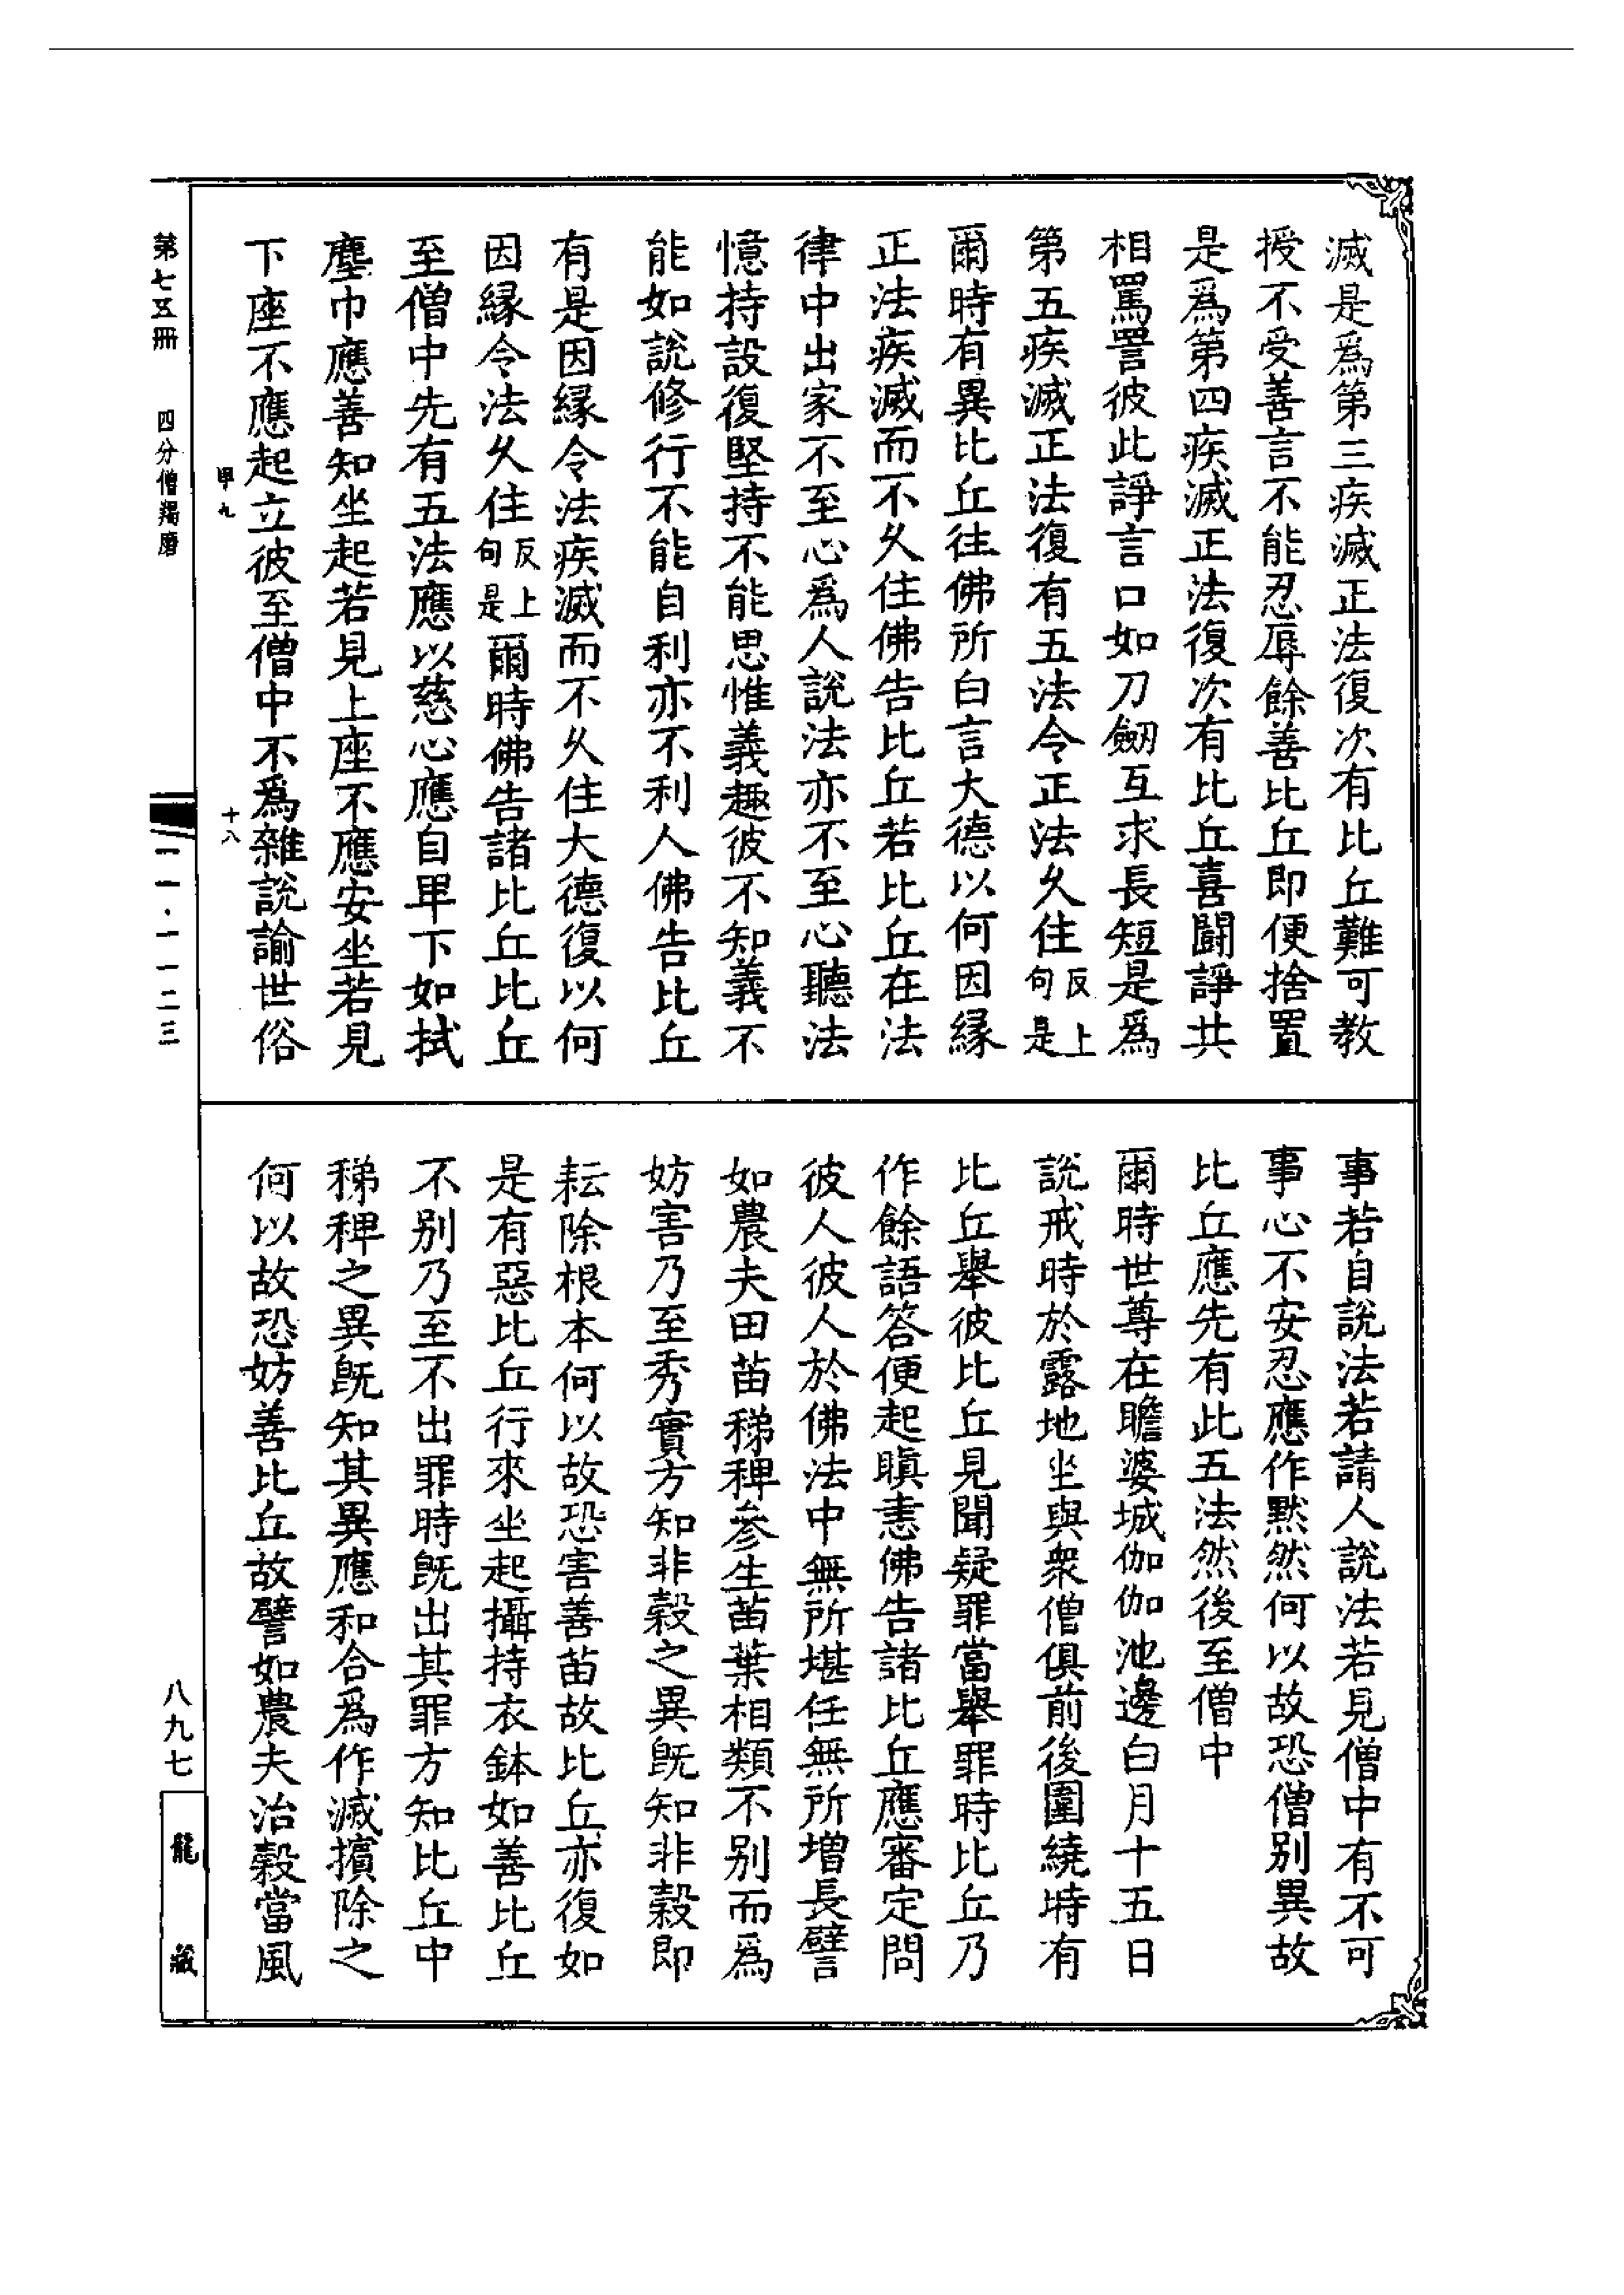 滅是爲第三疾滅正法復次有比丘難可教
授不受善言不能忍辱餘善比丘即便捨置
是爲第四疾滅正法復次有比丘喜鬪諍共
相罵詈彼此諍言口如刀劒互求長短是爲
第五疾滅正法復有五法令正法久住反上句是
爾時有異比丘往佛所白言大德以何因緣
正法疾滅而不久住佛告比丘若比丘在法
律中出家不至心爲人說法亦不至心聽法
憶持設復堅持不能思惟義趣彼不知義不
能如說修行不能自利亦不利人佛告比丘
有是因緣令法疾滅而不久住大德復以何
因緣令法久住反上句是爾時佛告諸比丘比丘
至僧中先有五法應以慈心應自卑下如拭
塵巾應善知坐起若見上座不應安坐若見
下座不應起立彼至僧中不爲雜說論世俗
事若自說法若請人說法若見僧中有不可
事心不安忍應作默然何以故恐僧別異故
比丘應先有此五法然後至僧中
爾時世尊在瞻婆城伽伽池邊白月十五日
說戒時於露地坐與衆僧俱前後圍繞時有
比丘舉彼比丘見聞疑罪當舉罪時比丘乃
作餘語答便起瞋恚佛告諸比丘應審定問
彼人彼人於佛法中無所堪任無所增長譬
如農夫田苗稊稗參生苗葉相類不別而爲
妨害乃至秀實方知非穀之異旣知非穀即
耘除根本何以故恐害善苗故比丘亦復如
是有惡比丘行來坐起攝持衣鉢如善比丘
不別乃至不出罪時旣出其罪方知比丘中
稊稗之異旣知其異應和合爲作滅擯除之
何以故恐妨善比丘故譬如農夫治穀當風
甲九
十八
第七五冊
四分僧羯磨
一一·一一二三
八九七
龍藏